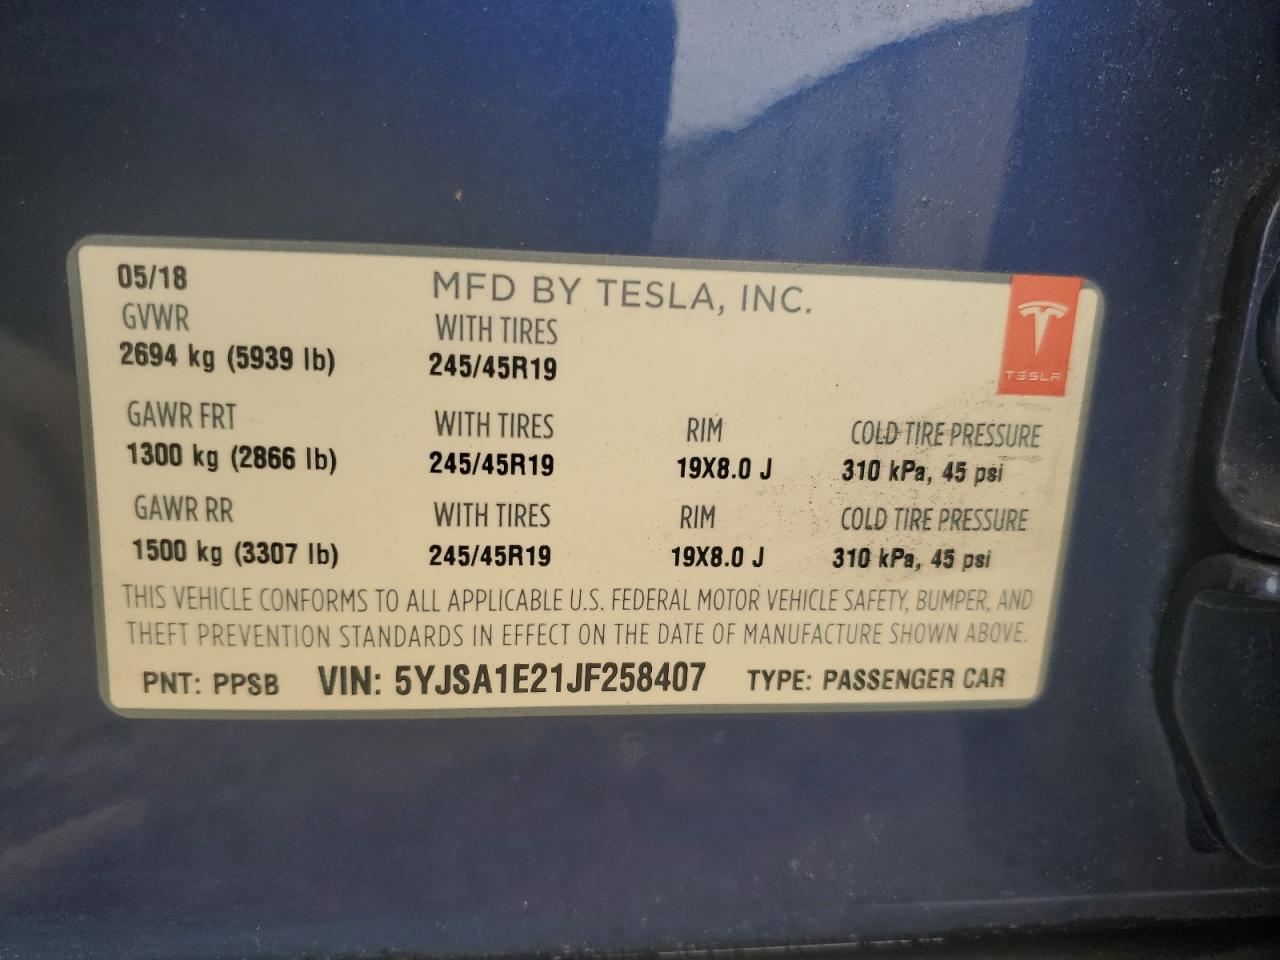 05/18 MFD BY TESLA, INC.
GVWR WITH TIRES
2694 kg (5939 lb) 245/45R19
TESLA
GAWR FRT WITH TIRES RIM COLD TIRE PRESSURE
1300 kg (2866 lb) 245/45R19 19X8.0 J 310 kPa, 45 psi
GAWR RR WITH TIRES RIM COLD TIRE PRESSURE
1500 kg (3307 lb) 245/45R19 19X8.0 J 310 kPa, 45 psi
THIS VEHICLE CONFORMS TO ALL APPLICABLE U.S. FEDERAL MOTOR VEHICLE SAFETY, BUMPER, AND
THEFT PREVENTION STANDARDS IN EFFECT ON THE DATE OF MANUFACTURE SHOWN ABOVE.
PNT: PPSB VIN: 5YJSA1E21JF258407 TYPE: PASSENGER CAR